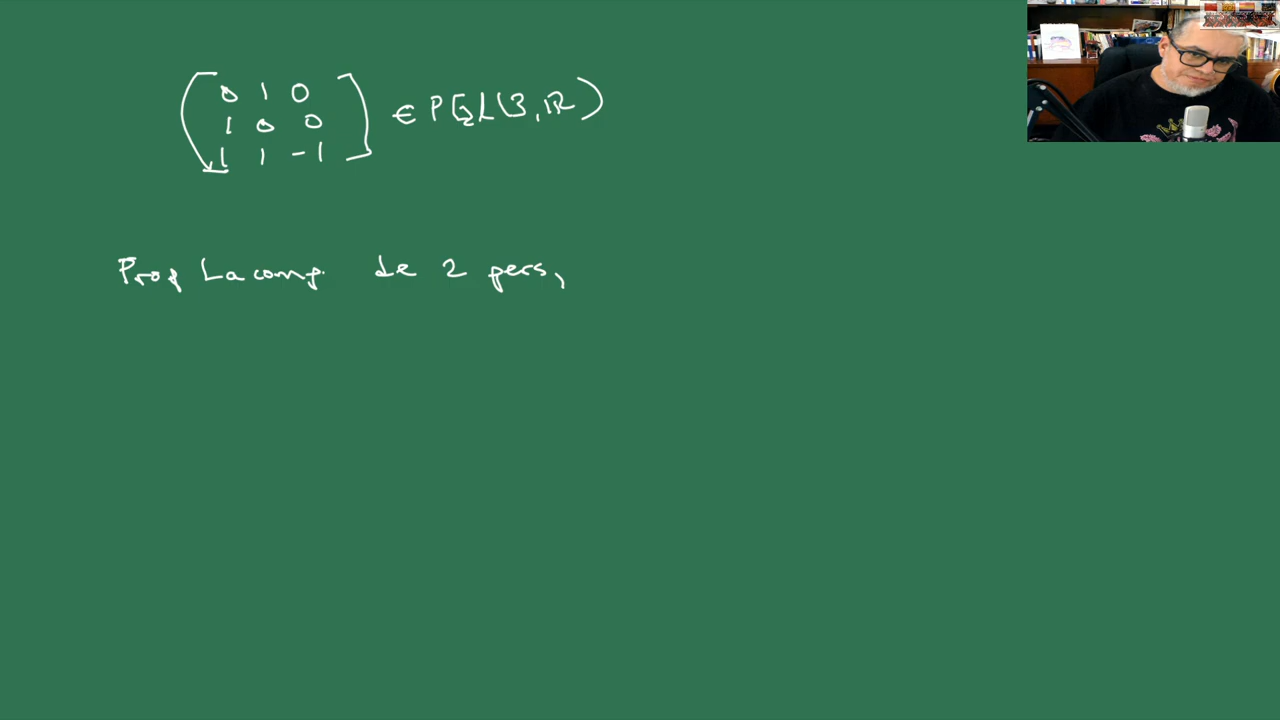 0 1 0
1 0 0 ∈ PGL(3, ℝ)
1 1 -1
Prop La comp. de 2 pers,